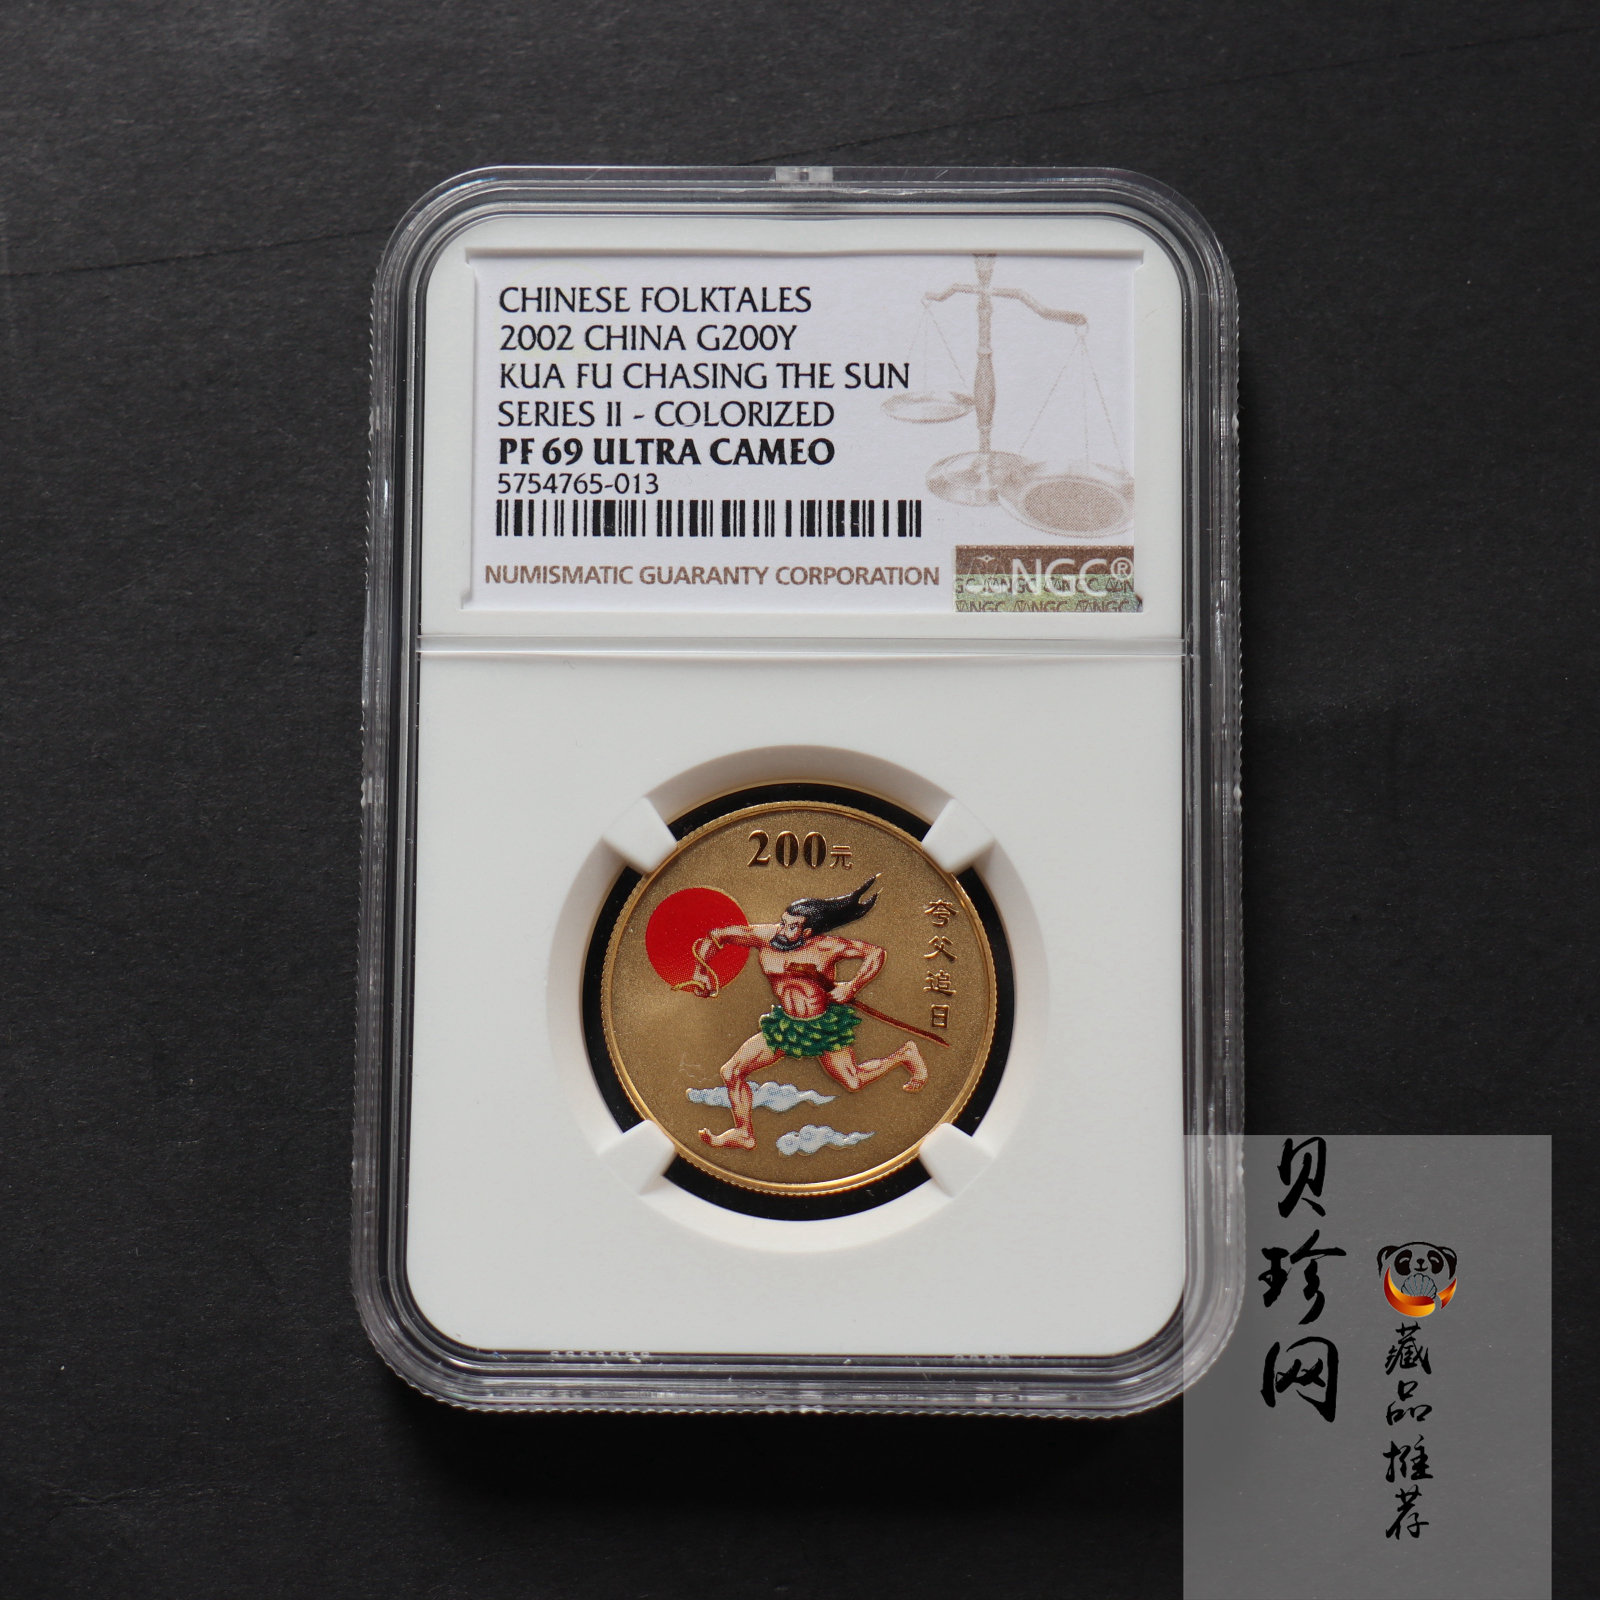 CHINESE FOLKTALES
2002 CHINA G200Y
KUA FU CHASING THE SUN
SERIES II - COLORIZED
PF 69 ULTRA CAMEO
5754765-013
NUMISMATIC GUARANTY CORPORATION
NGC®
200元
夸父追日
贝珍网
藏品推荐